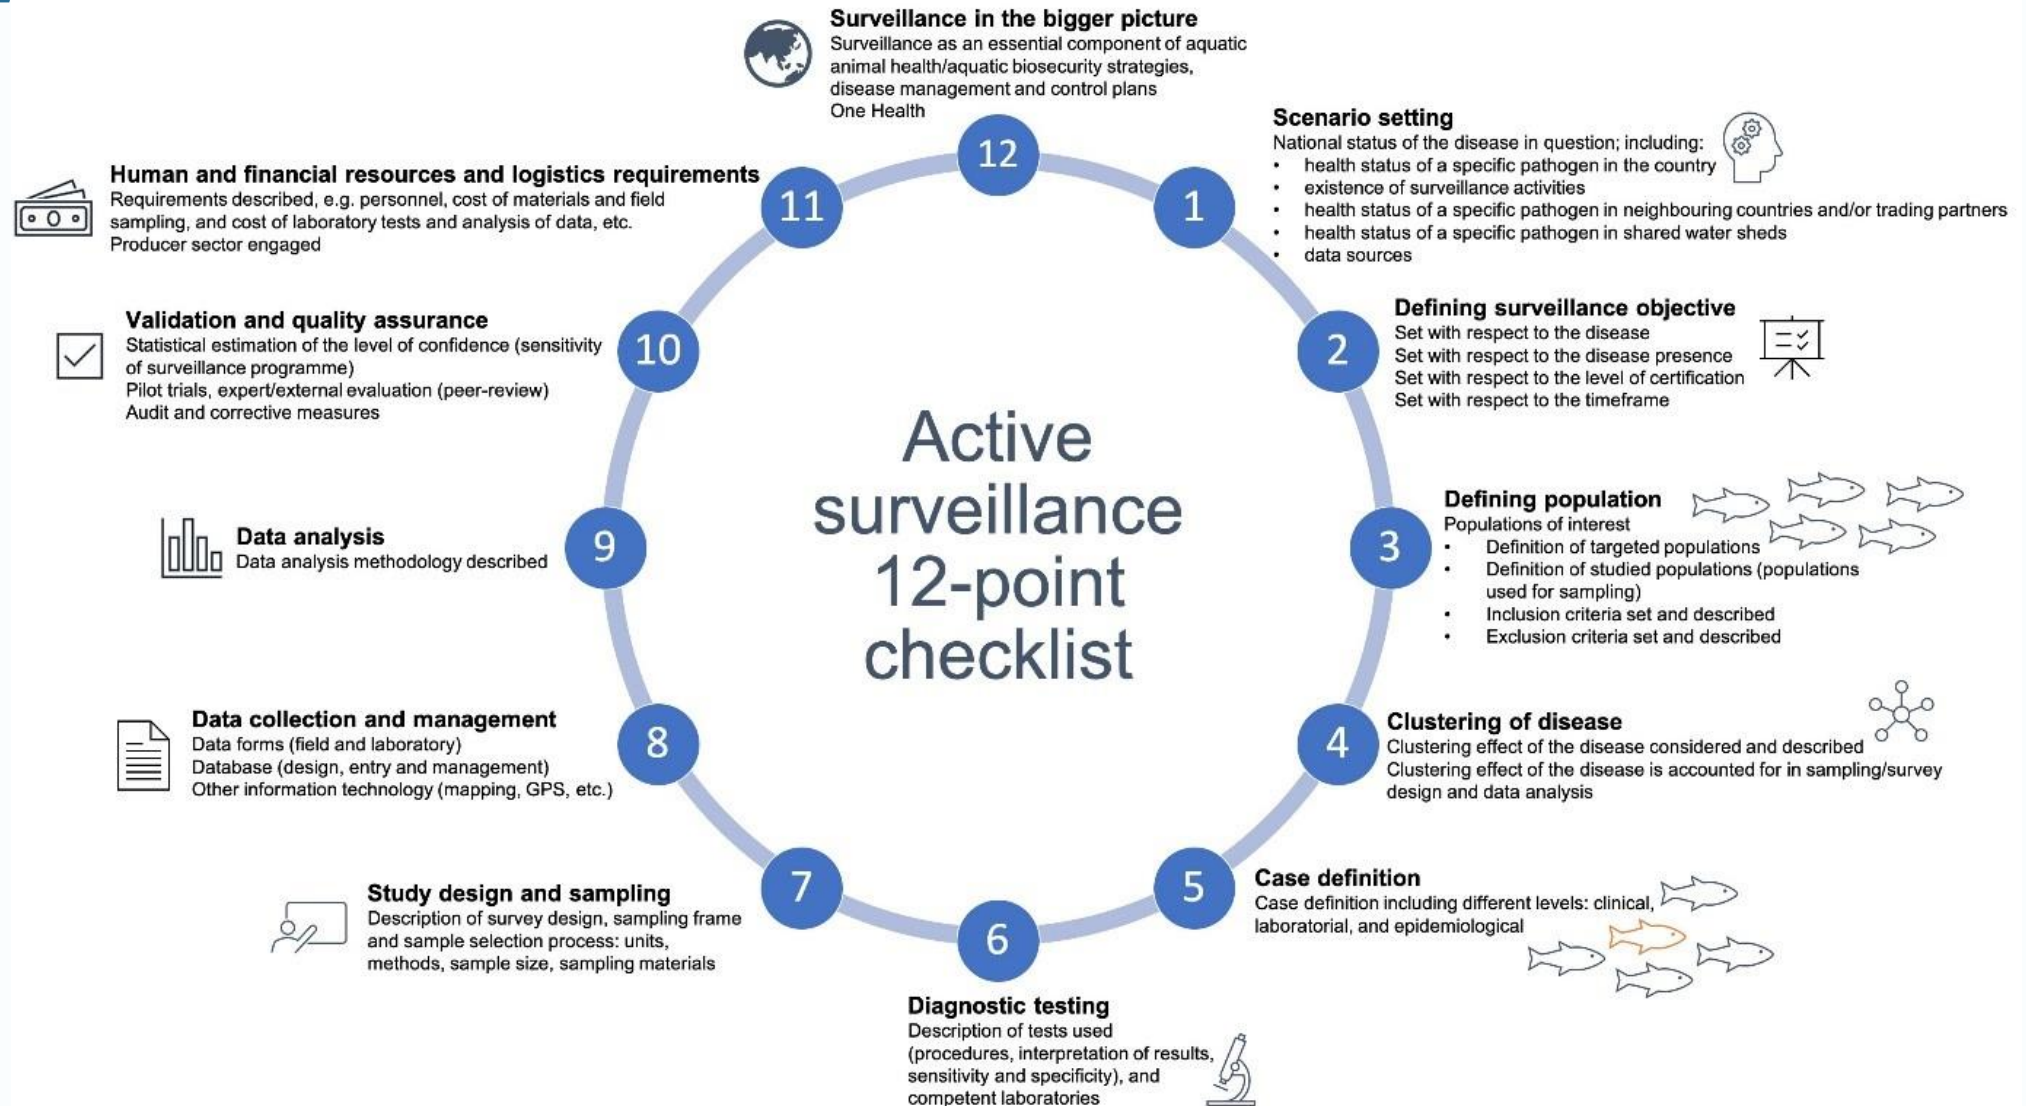 Surveillance in the bigger picture
Surveillance as an essential component of aquatic
animal health/aquatic biosecurity strategies,
disease management and control plans
One Health
12
Scenario setting
National status of the disease in question; including:
• health status of a specific pathogen in the country
• existence of surveillance activities
• health status of a specific pathogen in neighbouring countries and/or trading partners
• health status of a specific pathogen in shared water sheds
• data sources
1
Defining surveillance objective
Set with respect to the disease
Set with respect to the disease presence
Set with respect to the level of certification
Set with respect to the timeframe
2
Defining population
Populations of interest
• Definition of targeted populations
• Definition of studied populations (populations
used for sampling)
• Inclusion criteria set and described
• Exclusion criteria set and described
3
Clustering of disease
Clustering effect of the disease considered and described
Clustering effect of the disease is accounted for in sampling/survey
design and data analysis
4
Case definition
Case definition including different levels: clinical,
laboratorial, and epidemiological
5
6
Diagnostic testing
Description of tests used
(procedures, interpretation of results,
sensitivity and specificity), and
competent laboratories
7
Study design and sampling
Description of survey design, sampling frame
and sample selection process: units,
methods, sample size, sampling materials
8
Data collection and management
Data forms (field and laboratory)
Database (design, entry and management)
Other information technology (mapping, GPS, etc.)
9
Data analysis
Data analysis methodology described
10
Validation and quality assurance
Statistical estimation of the level of confidence (sensitivity
of surveillance programme)
Pilot trials, expert/external evaluation (peer-review)
Audit and corrective measures
11
Human and financial resources and logistics requirements
Requirements described, e.g. personnel, cost of materials and field
sampling, and cost of laboratory tests and analysis of data, etc.
Producer sector engaged
Active
surveillance
12-point
checklist